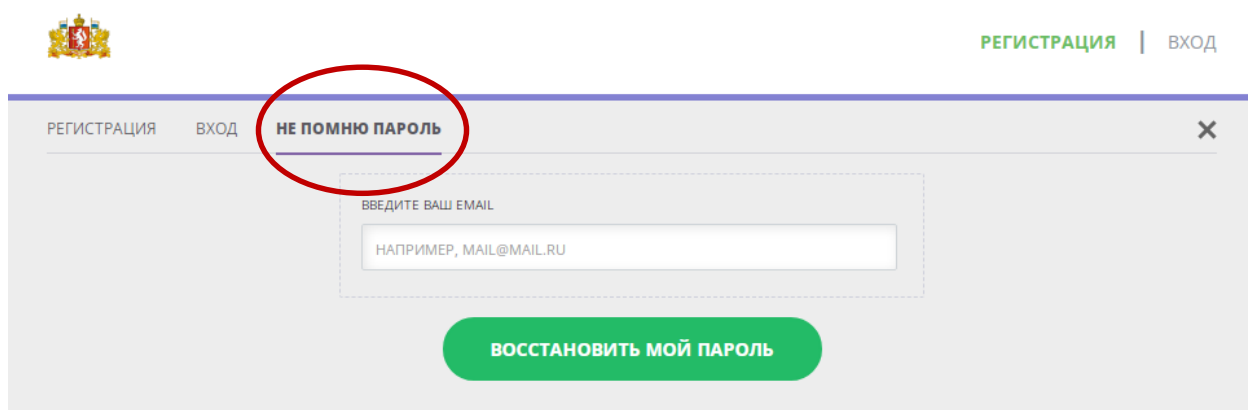 РЕГИСТРАЦИЯ | ВХОД
РЕГИСТРАЦИЯ ВХОД НЕ ПОМНЮ ПАРОЛЬ
ВВЕДИТЕ ВАШ EMAIL
НАПРИМЕР, MAIL@MAIL.RU
ВОССТАНОВИТЬ МОЙ ПАРОЛЬ